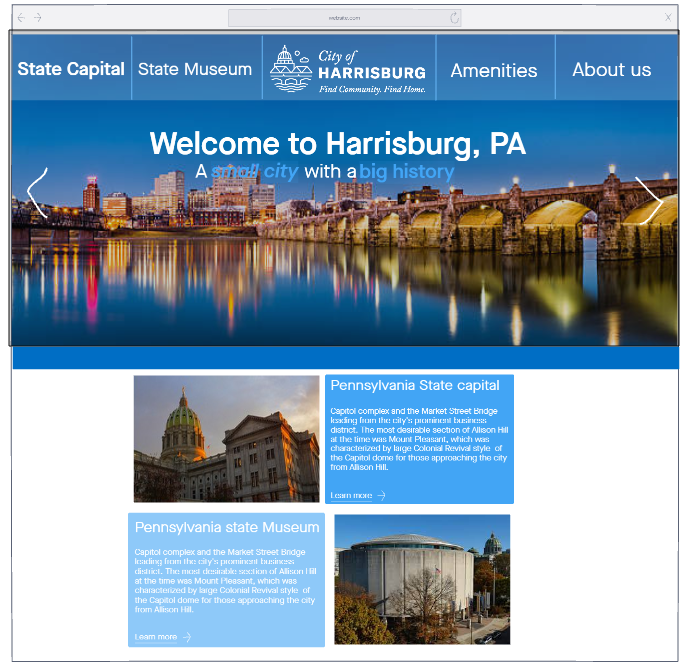 website.com
X
State Capital
State Museum
City of
HARRISBURG
Find Community. Find Home.
Amenities
About us
Welcome to Harrisburg, PA
A small city with a big history
Pennsylvania State capital
Capitol complex and the Market Street Bridge
leading from the city's prominent business
district. The most desirable section of Allison Hill
at the time was Mount Pleasant, which was
characterized by large Colonial Revival style of
the Capitol dome for those approaching the city
from Allison Hill.
Learn more
Pennsylvania state Museum
Capitol complex and the Market Street Bridge
leading from the city's prominent business
district. The most desirable section of Allison Hill
at the time was Mount Pleasant, which was
characterized by large Colonial Revival style of
the Capitol dome for those approaching the city
from Allison Hill.
Learn more